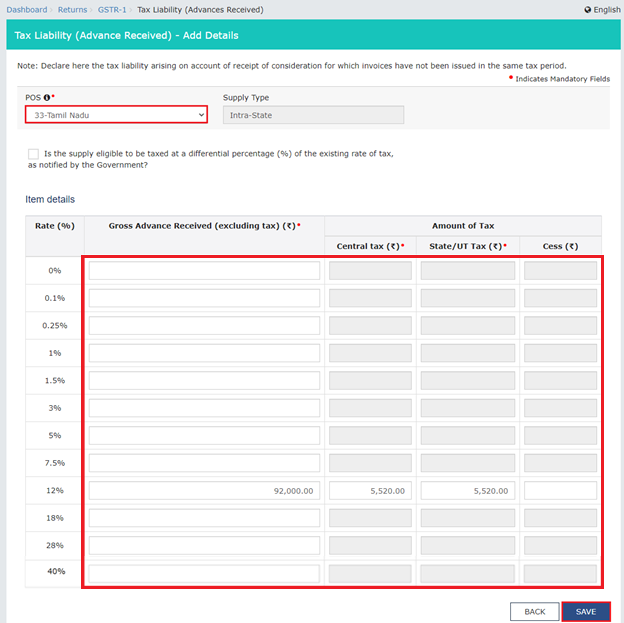 Dashboard › Returns › GSTR-1 › Tax Liability (Advances Received)
English
Tax Liability (Advance Received) - Add Details
Note: Declare here the tax liability arising on account of receipt of consideration for which invoices have not been issued in the same tax period.
• Indicates Mandatory Fields
POS •
Supply Type
33-Tamil Nadu
Intra-State
Is the supply eligible to be taxed at a differential percentage (%) of the existing rate of tax,
as notified by the Government?
Item details
Rate (%) Gross Advance Received (excluding tax) (₹)• Amount of Tax
Central tax (₹)• State/UT Tax (₹)• Cess (₹)
0%
0.1%
0.25%
1%
1.5%
3%
5%
7.5%
12% 92,000.00 5,520.00 5,520.00
18%
28%
40%
BACK SAVE